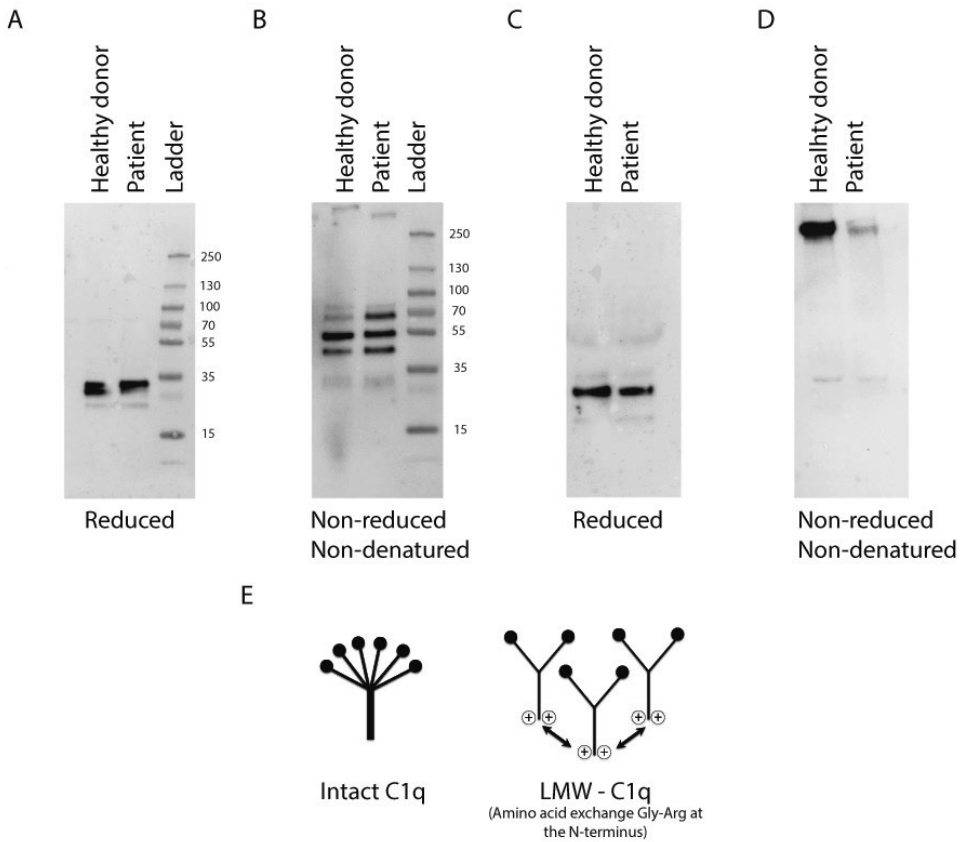 A
Healthy donor
Patient
Ladder
250
130
100
70
55
35
15
Reduced
B
Healthy donor
Patient
Ladder
250
130
100
70
55
35
15
Non-reduced
Non-denatured
C
Healthy donor
Patient
Reduced
D
Healhty donor
Patient
Non-reduced
Non-denatured
E
Intact C1q
+ +
+ +
+ +
LMW - C1q
(Amino acid exchange Gly-Arg at
the N-terminus)